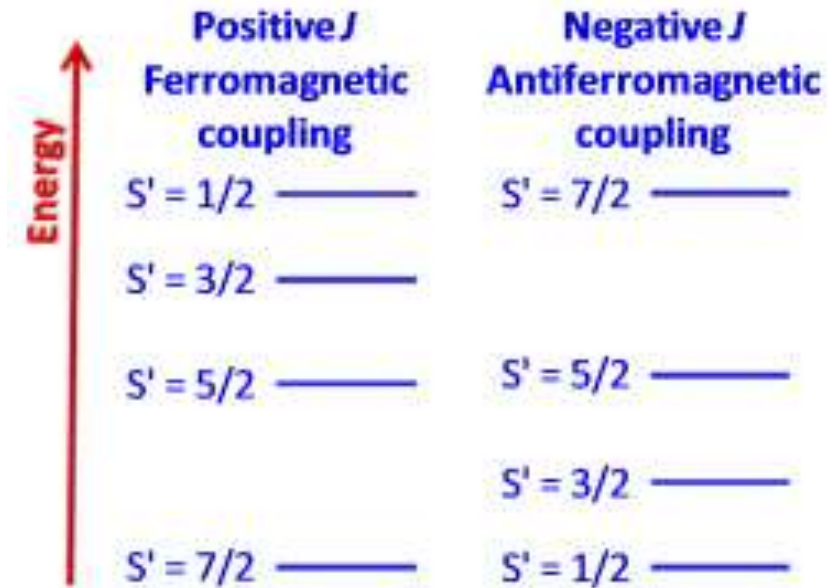 Positive J
Ferromagnetic
coupling
Negative J
Antiferromagnetic
coupling
Energy
S' = 1/2
S' = 3/2
S' = 5/2
S' = 7/2
S' = 7/2
S' = 5/2
S' = 3/2
S' = 1/2